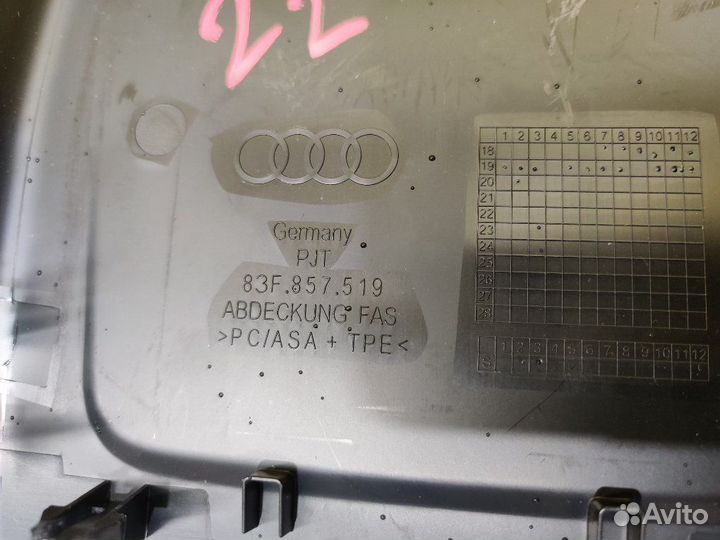 22
Germany
PJT
83F.857.519
ABDECKUNG FAS
>PC/ASA + TPE<
1 2 3 4 5 6 7 8 9 10 11 12
18
19
20
21
22
23
24
25
26
27
28
S 1 2 3 4 5 6 7 8 9 10 11 12
Avito